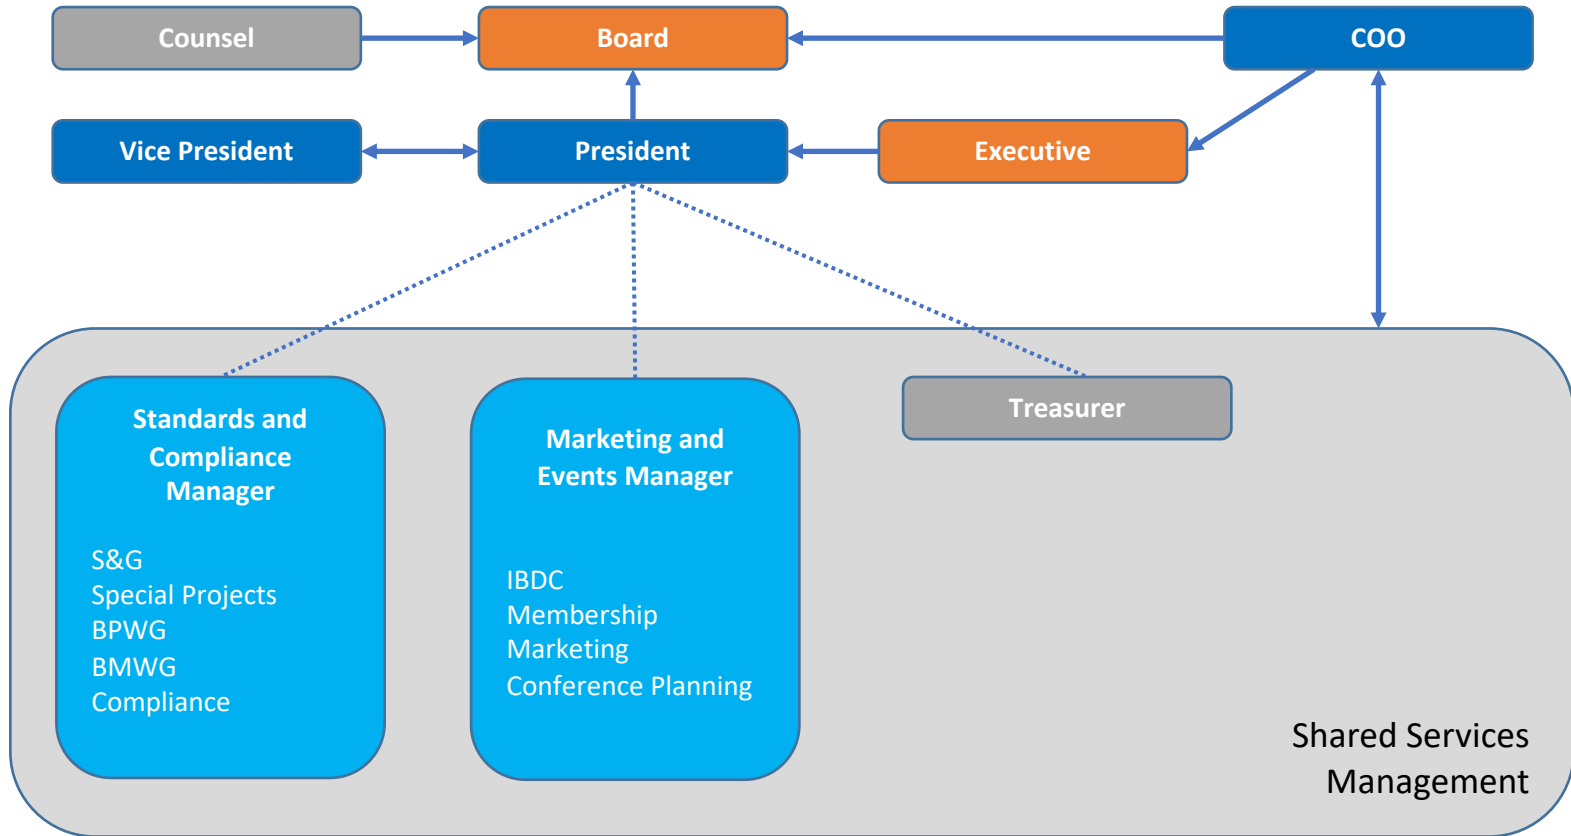 Counsel
Board
COO
Vice President
President
Executive
Standards and
Compliance
Manager
S&G
Special Projects
BPWG
BMWG
Compliance
Marketing and
Events Manager
IBDC
Membership
Marketing
Conference Planning
Treasurer
Shared Services
Management